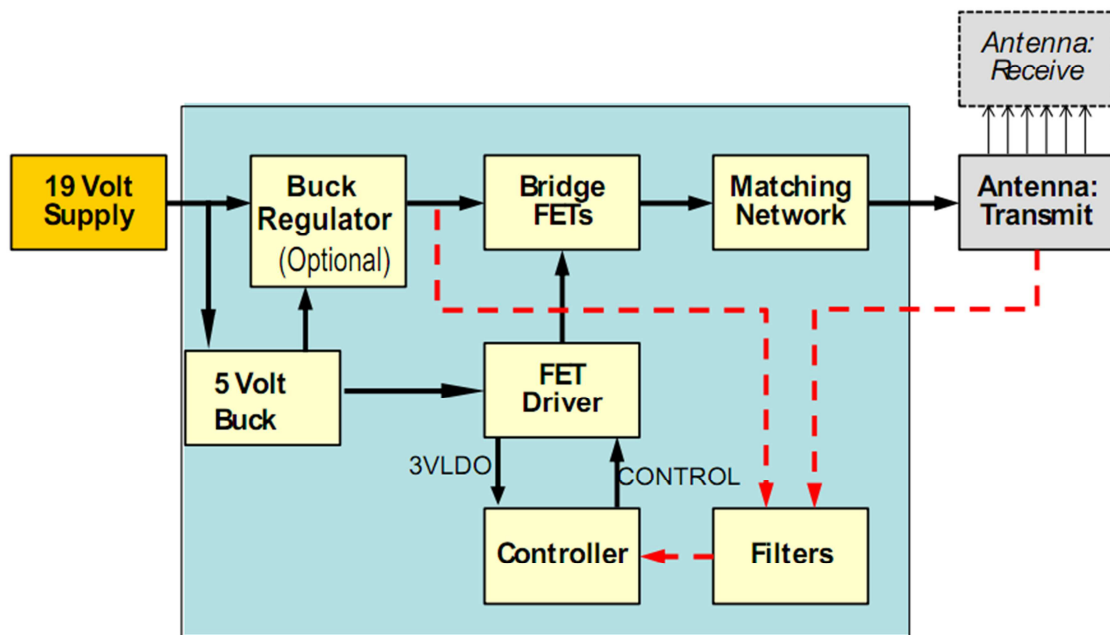 Antenna:
Receive
19 Volt
Supply
Buck
Regulator
(Optional)
Bridge
FETs
Matching
Network
Antenna:
Transmit
5 Volt
Buck
FET
Driver
3VLDO
CONTROL
Controller
Filters